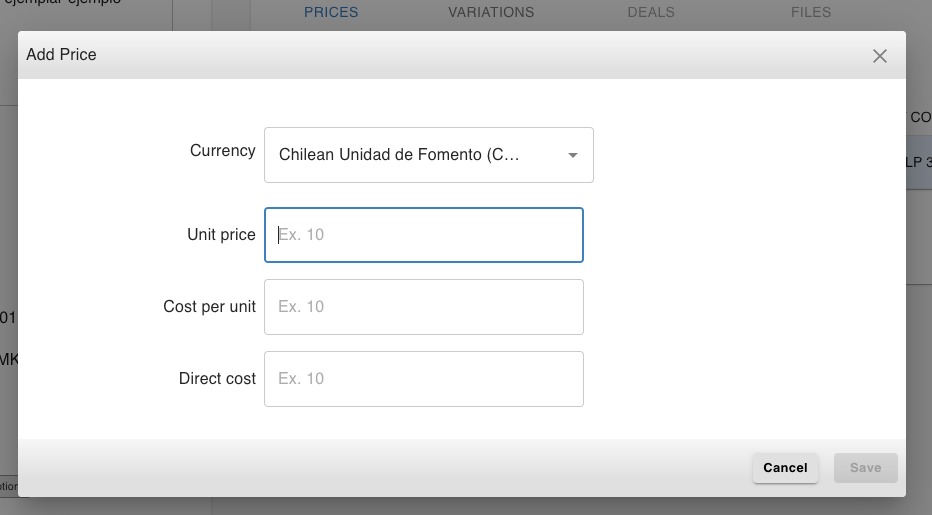 ejemplar ejemplo
PRICES VARIATIONS DEALS FILES
Add Price
CO
Currency Chilean Unidad de Fomento (C...
LP 3
Unit price Ex. 10
Cost per unit Ex. 10
01
MK
Direct cost Ex. 10
Cancel Save
ption